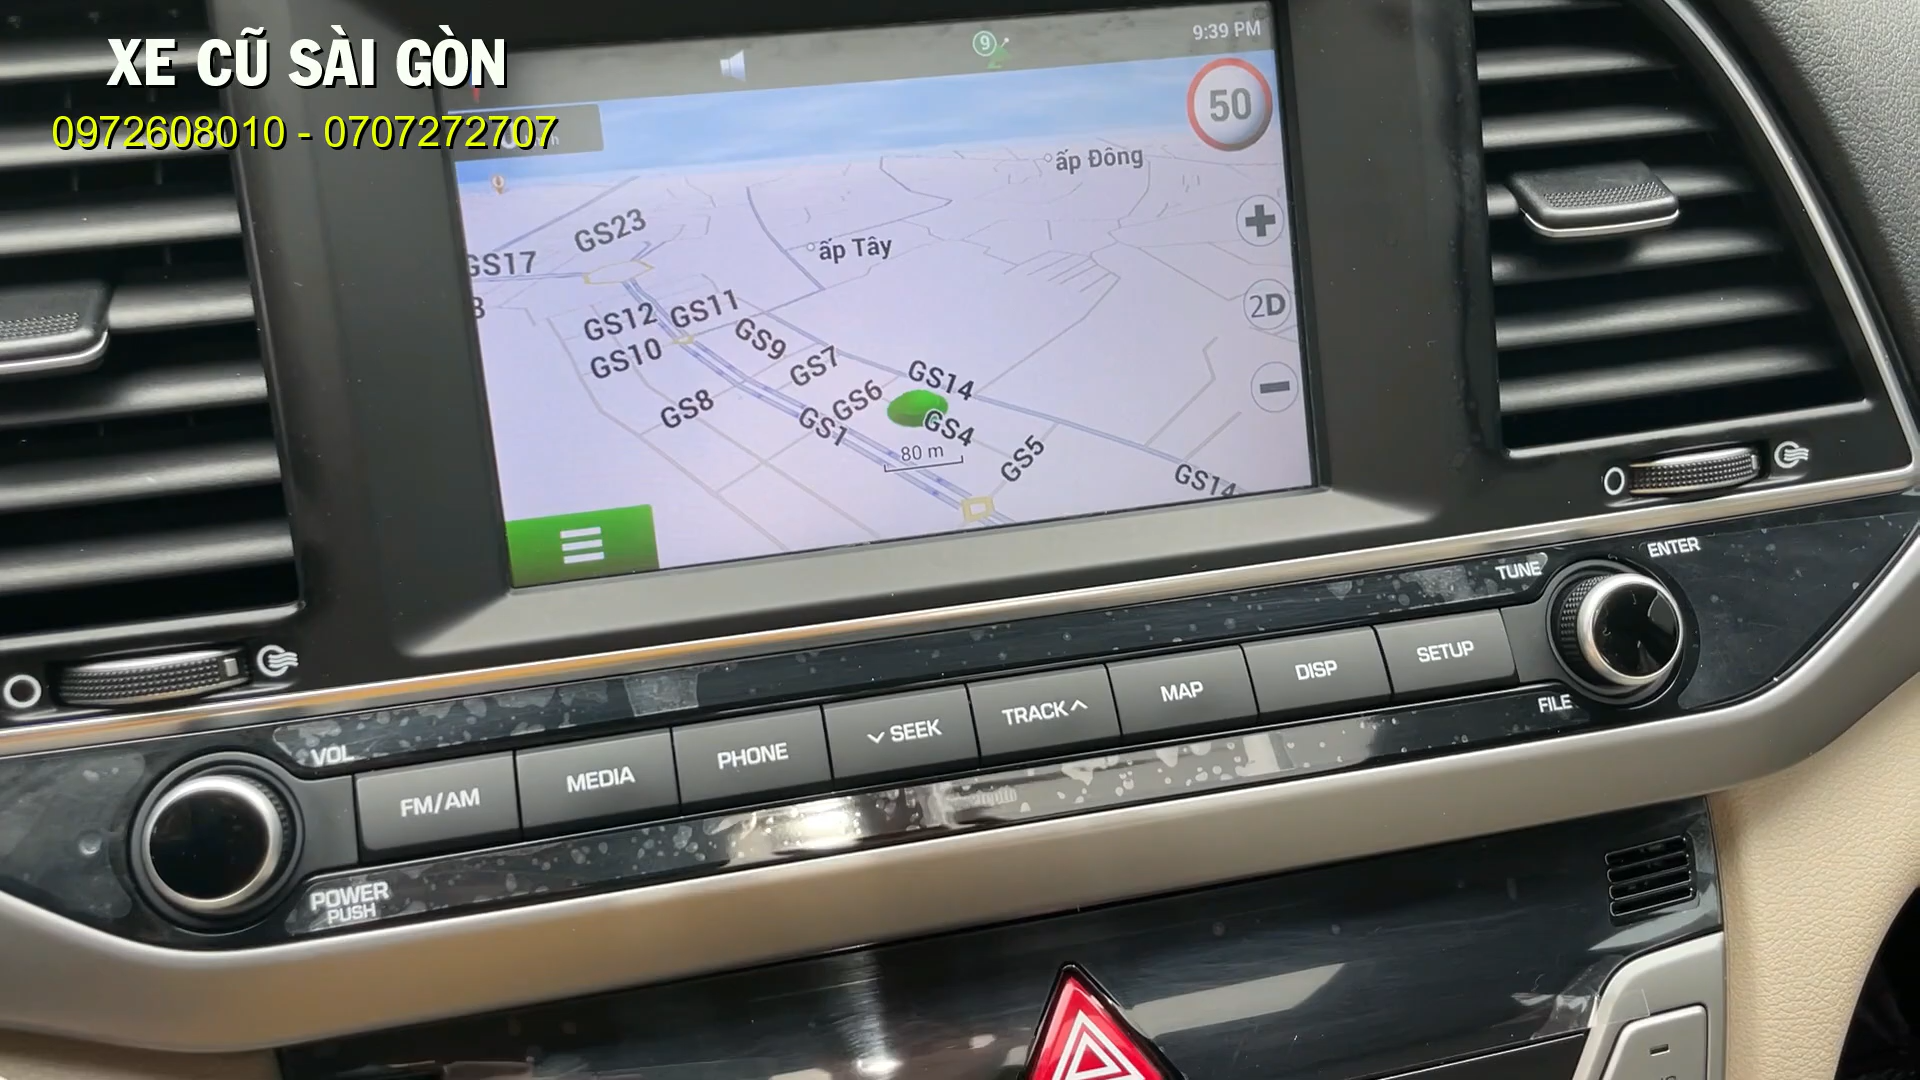 XE CŨ SÀI GÒN
0972608010 - 0707272707
9:39 PM
9
50
ấp Đông
GS23
GS17
ấp Tây
GS12
GS11
GS10
GS9
GS7
GS14
GS8
GS6
GS1
GS4
80 m
GS5
GS14
2D
TUNE
ENTER
FILE
VOL
FM/AM
MEDIA
PHONE
SEEK
TRACK
MAP
DISP
SETUP
POWER
PUSH